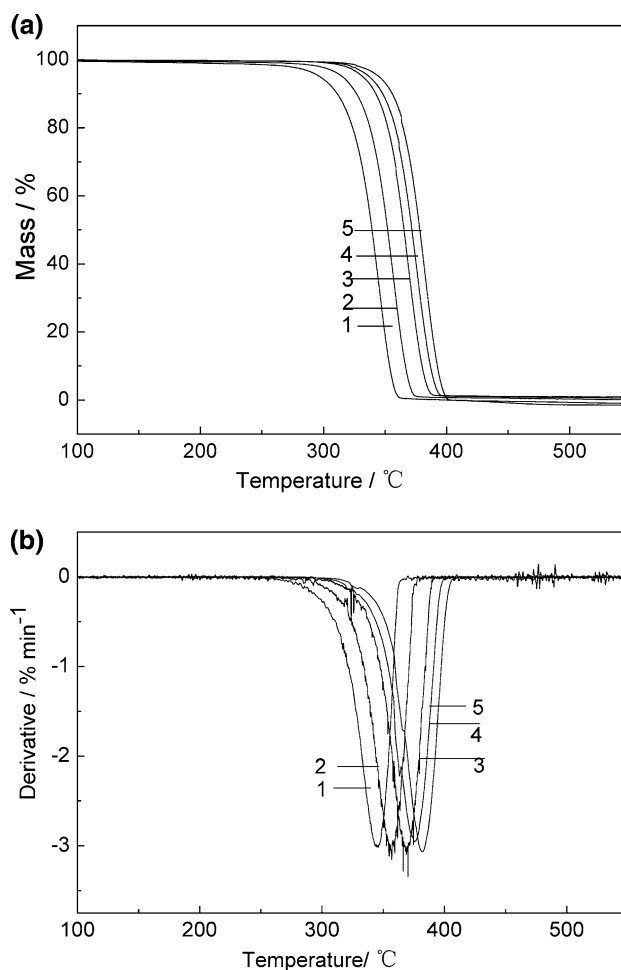 (a)
100
80
60
40
20
0
Mass / %
5
4
3
2
1
100 200 300 400 500
Temperature / ℃
(b)
0
-1
-2
-3
Derivative / % min⁻¹
5
4
3
2
1
100 200 300 400 500
Temperature/ ℃